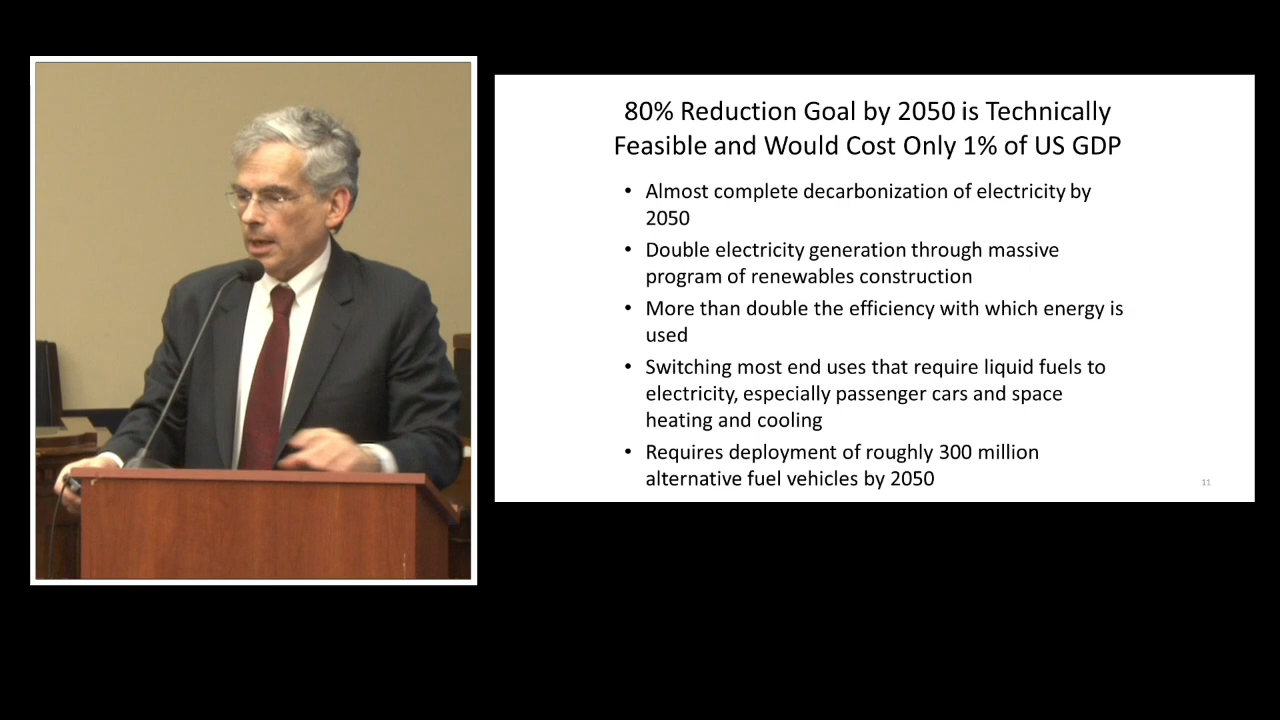 80% Reduction Goal by 2050 is Technically
Feasible and Would Cost Only 1% of US GDP
• Almost complete decarbonization of electricity by
2050
• Double electricity generation through massive
program of renewables construction
• More than double the efficiency with which energy is
used
• Switching most end uses that require liquid fuels to
electricity, especially passenger cars and space
heating and cooling
• Requires deployment of roughly 300 million
alternative fuel vehicles by 2050
11